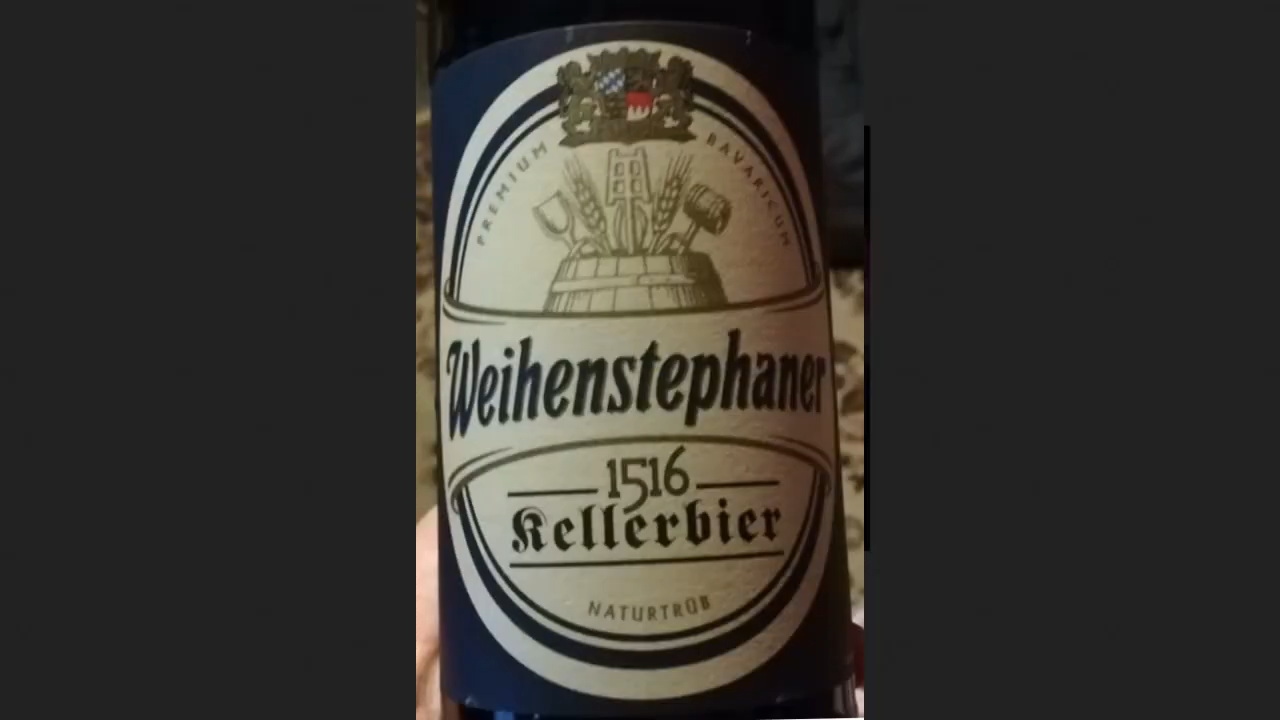 PREMIUM BAVARICUM
Weihenstephaner
1516
Kellerbier
NATURTRÜB